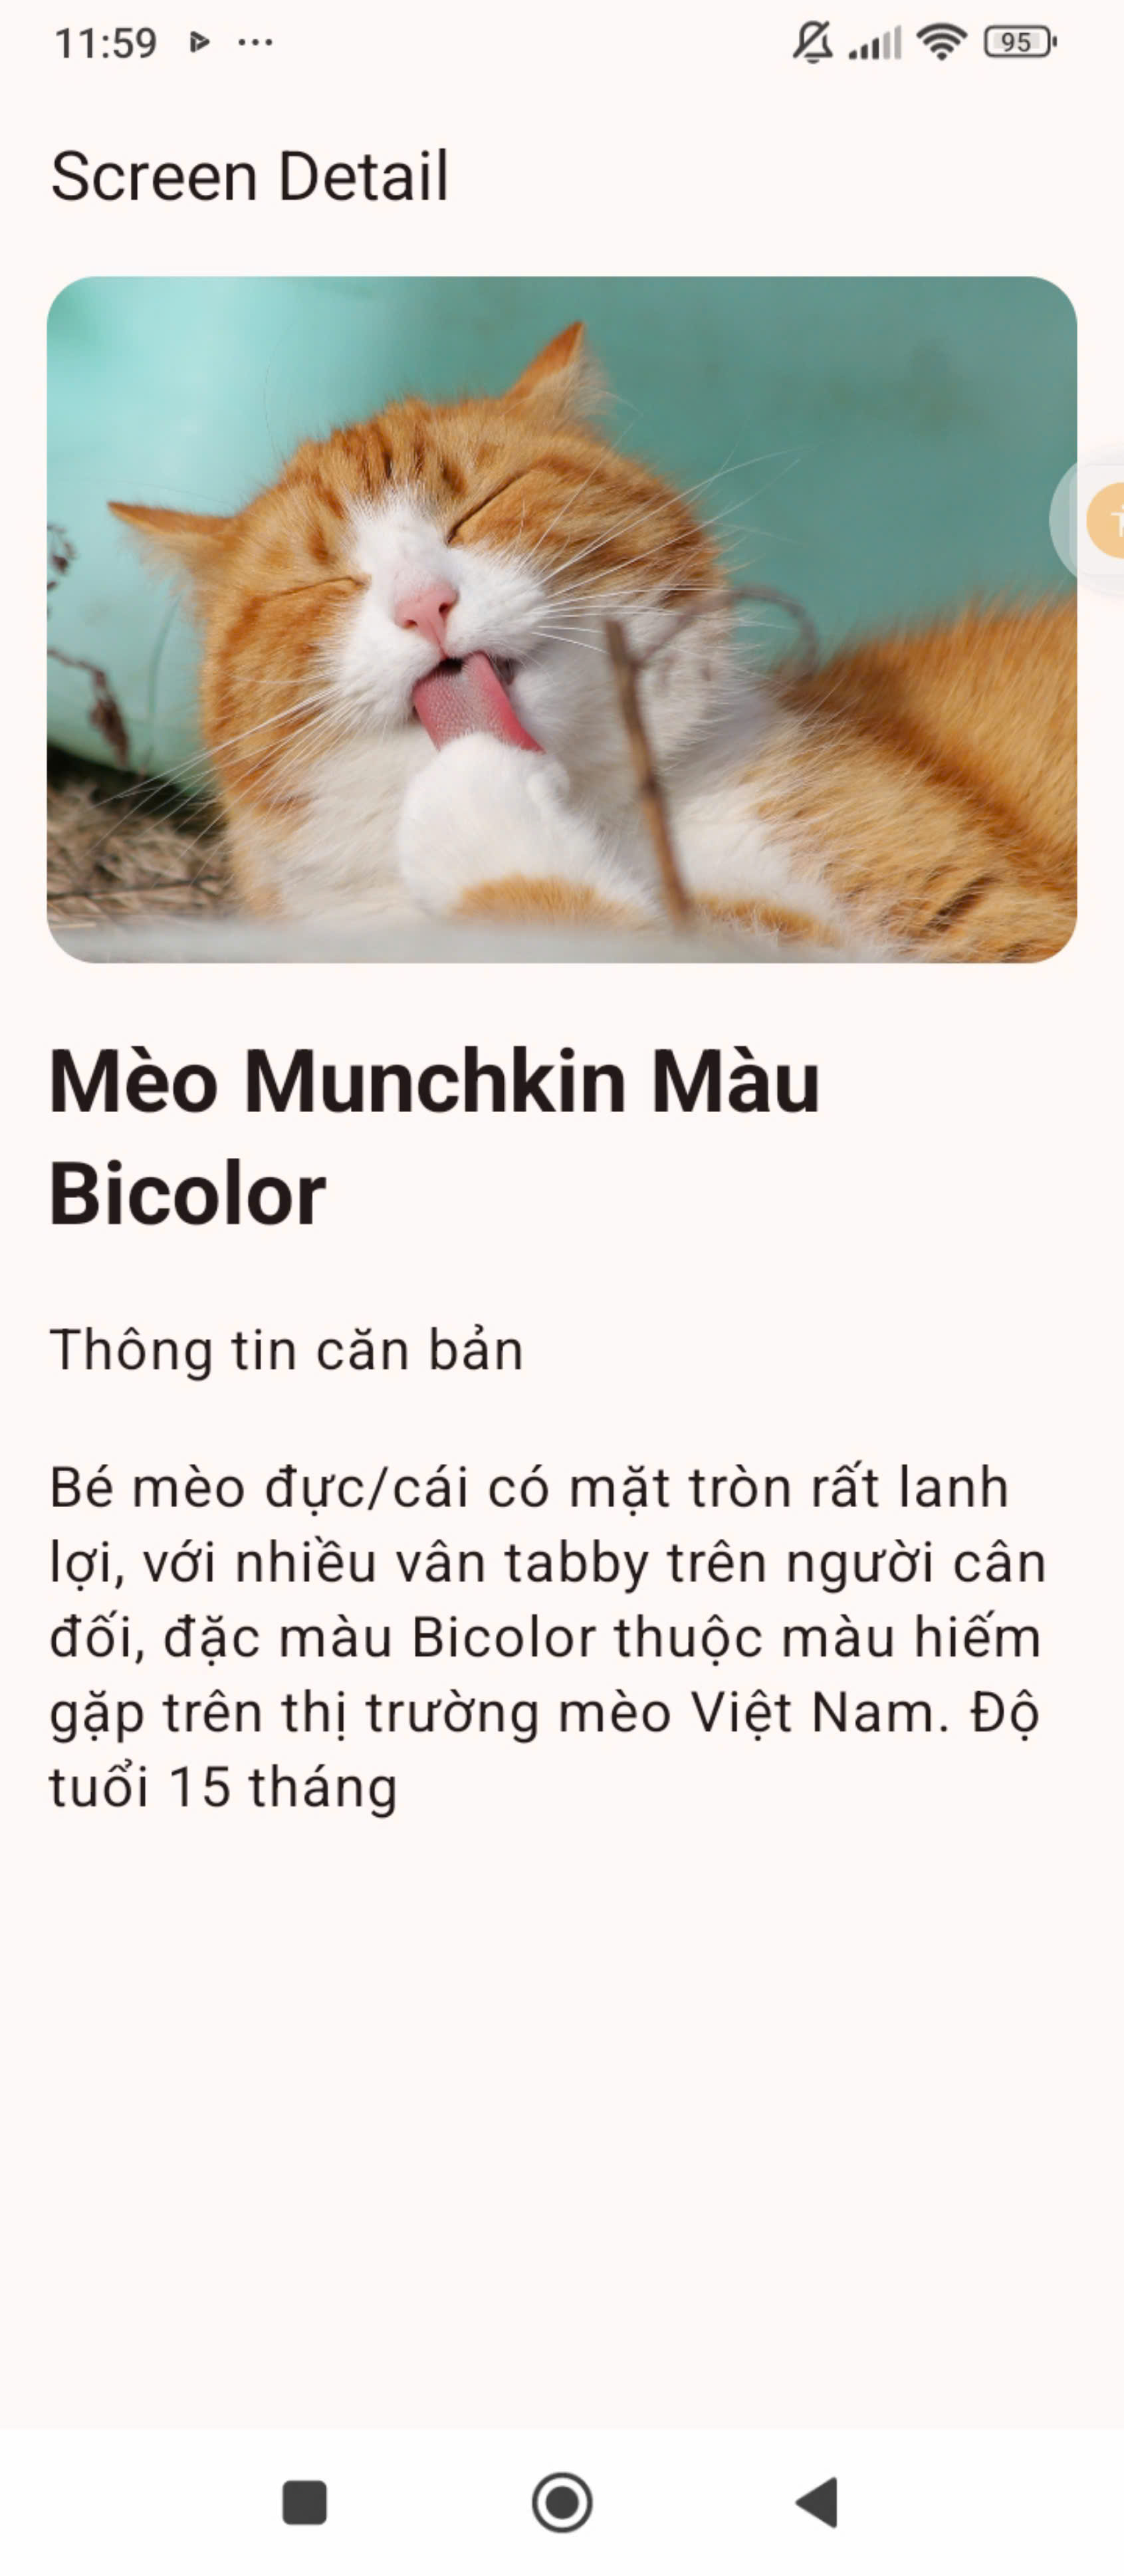 11:59
95
Screen Detail
Mèo Munchkin Màu
Bicolor
Thông tin căn bản
Bé mèo đực/cái có mặt tròn rất lanh
lợi, với nhiều vân tabby trên người cân
đối, đặc màu Bicolor thuộc màu hiếm
gặp trên thị trường mèo Việt Nam. Độ
tuổi 15 tháng